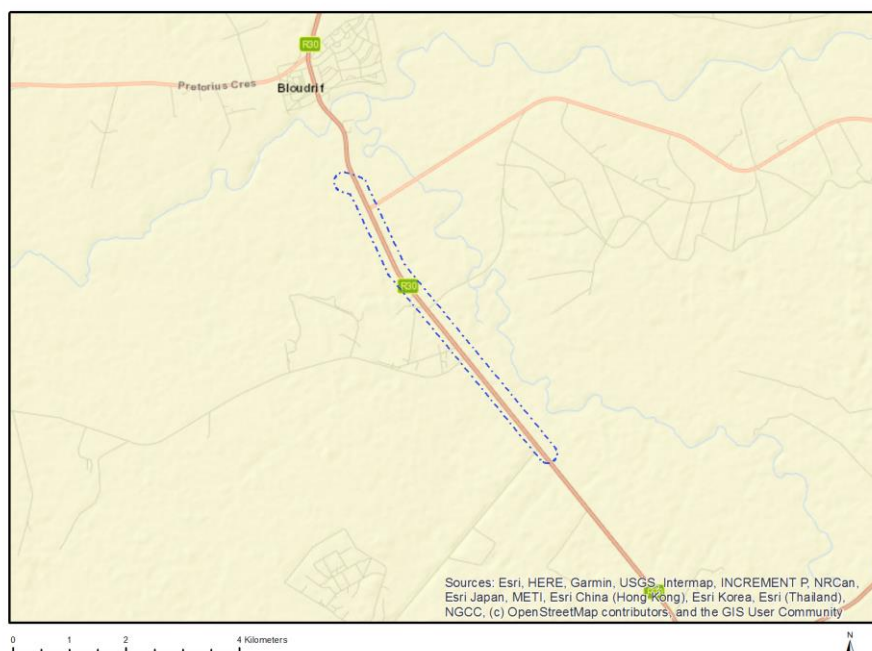 R30
Pretorius Cres
Bloudrif
R30
Sources: Esri, HERE, Garmin, USGS, Intermap, INCREMENT P, NRCan,
Esri Japan, METI, Esri China (Hong Kong), Esri Korea, Esri (Thailand),
NGCC, (c) OpenStreetMap contributors, and the GIS User Community
0 1 2 4 Kilometers
N